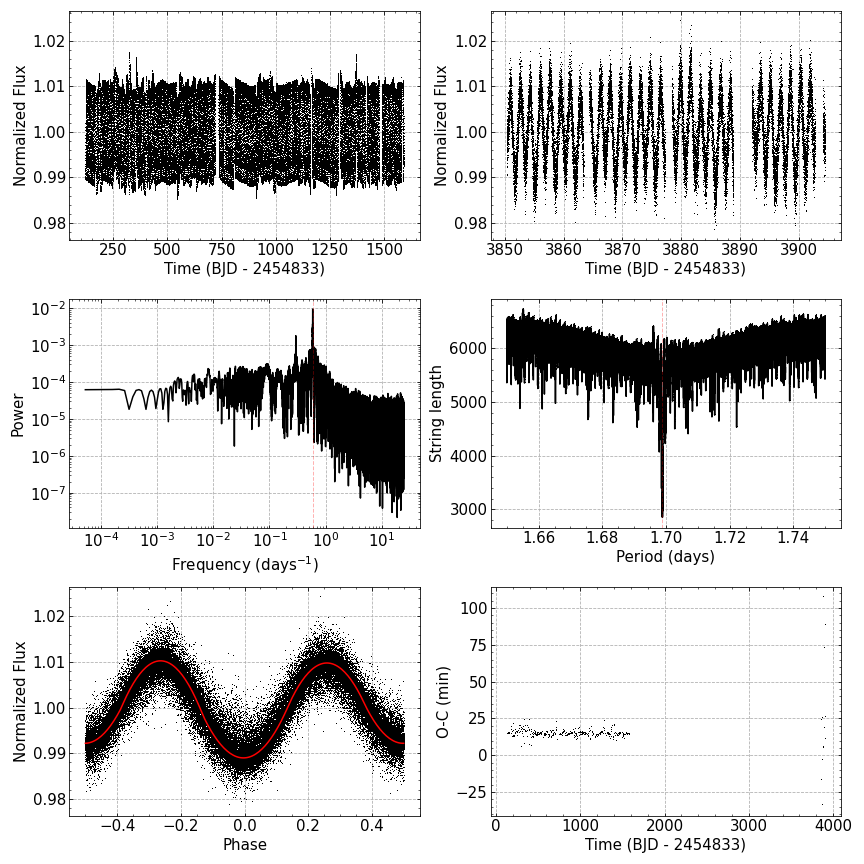 1.02
1.01
1.00
0.99
0.98
Normalized Flux
250 500 750 1000 1250 1500
Time (BJD - 2454833)
1.02
1.01
1.00
0.99
0.98
Normalized Flux
3850 3860 3870 3880 3890 3900
Time (BJD - 2454833)
10⁻²
10⁻³
10⁻⁴
10⁻⁵
10⁻⁶
10⁻⁷
Power
10⁻⁴ 10⁻³ 10⁻² 10⁻¹ 10⁰ 10¹
Frequency (days⁻¹)
6000
5000
4000
3000
String length
1.66 1.68 1.70 1.72 1.74
Period (days)
1.02
1.01
1.00
0.99
0.98
Normalized Flux
−0.4 −0.2 0.0 0.2 0.4
Phase
100
75
50
25
0
−25
O-C (min)
0 1000 2000 3000 4000
Time (BJD - 2454833)